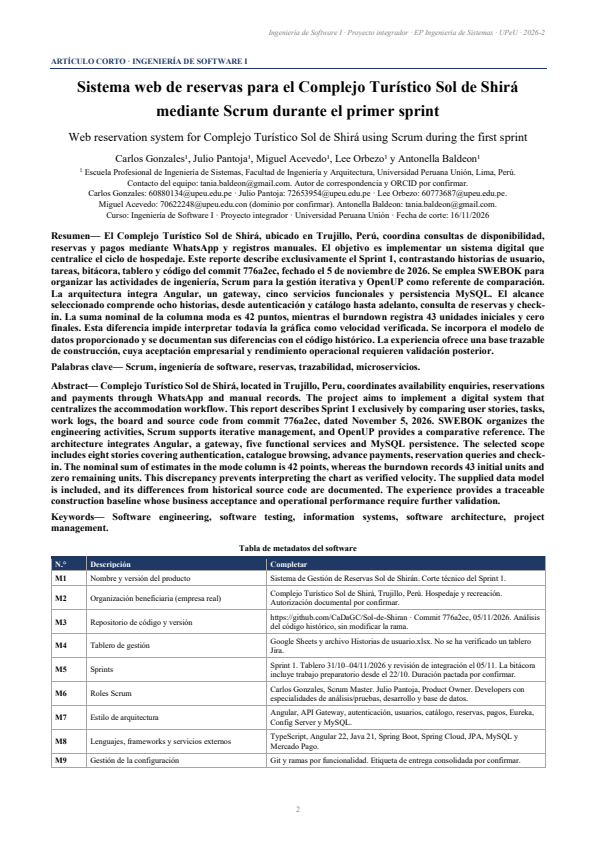 Ingeniería de Software I · Proyecto integrador · EP Ingeniería de Sistemas · UPeU · 2026-2
ARTÍCULO CORTO · INGENIERÍA DE SOFTWARE I
Sistema web de reservas para el Complejo Turístico Sol de Shirá
mediante Scrum durante el primer sprint
Web reservation system for Complejo Turístico Sol de Shirá using Scrum during the first sprint
Carlos Gonzales¹, Julio Pantoja¹, Miguel Acevedo¹, Lee Orbezo¹ y Antonella Baldeon¹
¹ Escuela Profesional de Ingeniería de Sistemas, Facultad de Ingeniería y Arquitectura, Universidad Peruana Unión, Lima, Perú.
Contacto del equipo: tania.baldeon@gmail.com. Autor de correspondencia y ORCID por confirmar.
Carlos Gonzales: 60880134@upeu.edu.pe · Julio Pantoja: 72653954@upeu.edu.pe · Lee Orbezo: 60773687@upeu.edu.pe.
Miguel Acevedo: 70622248@upeu.edu.con (dominio por confirmar). Antonella Baldeon: tania.baldeon@gmail.com.
Curso: Ingeniería de Software I · Proyecto integrador · Universidad Peruana Unión · Fecha de corte: 16/11/2026
Resumen— El Complejo Turístico Sol de Shirá, ubicado en Trujillo, Perú, coordina consultas de disponibilidad,
reservas y pagos mediante WhatsApp y registros manuales. El objetivo es implementar un sistema digital que
centralice el ciclo de hospedaje. Este reporte describe exclusivamente el Sprint 1, contrastando historias de usuario,
tareas, bitácora, tablero y código del commit 776a2ec, fechado el 5 de noviembre de 2026. Se emplea SWEBOK para
organizar las actividades de ingeniería, Scrum para la gestión iterativa y OpenUP como referente de comparación.
La arquitectura integra Angular, un gateway, cinco servicios funcionales y persistencia MySQL. El alcance
seleccionado comprende ocho historias, desde autenticación y catálogo hasta adelanto, consulta de reservas y check-
in. La suma nominal de la columna moda es 42 puntos, mientras el burndown registra 43 unidades iniciales y cero
finales. Esta diferencia impide interpretar todavía la gráfica como velocidad verificada. Se incorpora el modelo de
datos proporcionado y se documentan sus diferencias con el código histórico. La experiencia ofrece una base trazable
de construcción, cuya aceptación empresarial y rendimiento operacional requieren validación posterior.
Palabras clave— Scrum, ingeniería de software, reservas, trazabilidad, microservicios.
Abstract— Complejo Turístico Sol de Shirá, located in Trujillo, Peru, coordinates availability enquiries, reservations
and payments through WhatsApp and manual records. The project aims to implement a digital system that
centralizes the accommodation workflow. This report describes Sprint 1 exclusively by comparing user stories, tasks,
work logs, the board and source code from commit 776a2ec, dated November 5, 2026. SWEBOK organizes the
engineering activities, Scrum supports iterative management, and OpenUP provides a comparative reference. The
architecture integrates Angular, a gateway, five functional services and MySQL persistence. The selected scope
includes eight stories covering authentication, catalogue browsing, advance payments, reservation queries and check-
in. The nominal sum of estimates in the mode column is 42 points, whereas the burndown records 43 initial units and
zero remaining units. This discrepancy prevents interpreting the chart as verified velocity. The supplied data model
is included, and its differences from historical source code are documented. The experience provides a traceable
construction baseline whose business acceptance and operational performance require further validation.
Keywords— Software engineering, software testing, information systems, software architecture, project
management.
Tabla de metadatos del software
N.° Descripción Completar
M1 Nombre y versión del producto Sistema de Gestión de Reservas Sol de Shirán. Corte técnico del Sprint 1.
M2 Organización beneficiaria (empresa real) Complejo Turístico Sol de Shirá, Trujillo, Perú. Hospedaje y recreación.
Autorización documental por confirmar.
M3 Repositorio de código y versión https://github.com/CaDaGC/Sol-de-Shiran · Commit 776a2ec, 05/11/2026. Análisis
del código histórico, sin modificar la rama.
M4 Tablero de gestión Google Sheets y archivo Historias de usuario.xlsx. No se ha verificado un tablero
Jira.
M5 Sprints Sprint 1. Tablero 31/10–04/11/2026 y revisión de integración el 05/11. La bitácora
incluye trabajo preparatorio desde el 22/10. Duración pactada por confirmar.
M6 Roles Scrum Carlos Gonzales, Scrum Master. Julio Pantoja, Product Owner. Developers con
especialidades de análisis/pruebas, desarrollo y base de datos.
M7 Estilo de arquitectura Angular, API Gateway, autenticación, usuarios, catálogo, reservas, pagos, Eureka,
Config Server y MySQL.
M8 Lenguajes, frameworks y servicios externos TypeScript, Angular 22, Java 21, Spring Boot, Spring Cloud, JPA, MySQL y
Mercado Pago.
M9 Gestión de la configuración Git y ramas por funcionalidad. Etiqueta de entrega consolidada por confirmar.
2